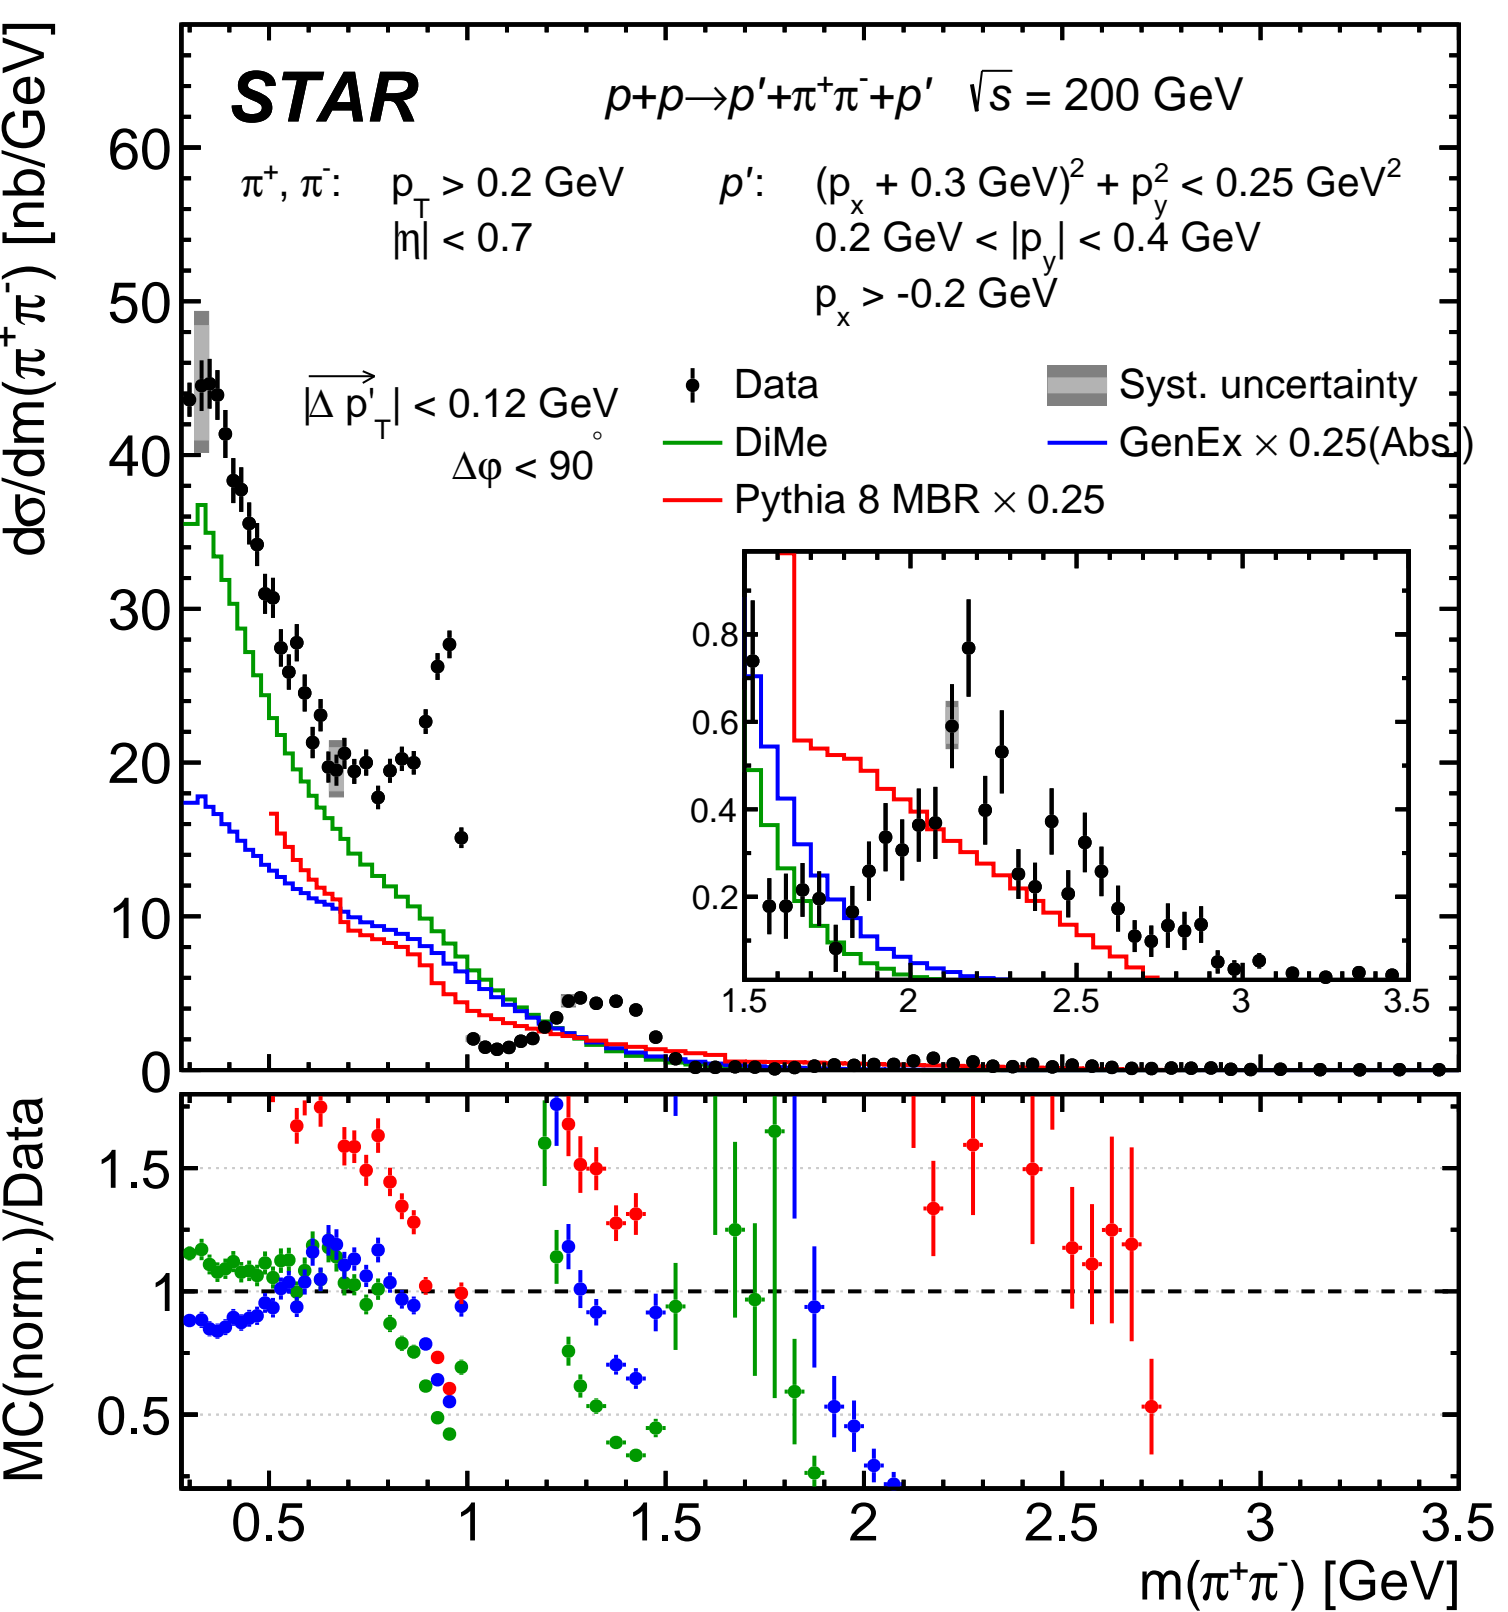 STAR
p+p→p′+π⁺π⁻+p′ √s = 200 GeV
π⁺, π⁻: p_T > 0.2 GeV
|η| < 0.7
p′: (p_x + 0.3 GeV)² + p_y² < 0.25 GeV²
0.2 GeV < |p_y| < 0.4 GeV
p_x > -0.2 GeV
|Δ p'_T| < 0.12 GeV
Δφ < 90°
Data
Syst. uncertainty
DiMe
GenEx × 0.25(Abs.)
Pythia 8 MBR × 0.25
dσ/dm(π⁺π⁻) [nb/GeV]
60
50
40
30
20
10
0
0.8
0.6
0.4
0.2
1.5 2 2.5 3 3.5
MC(norm.)/Data
1.5
1
0.5
0.5 1 1.5 2 2.5 3 3.5
m(π⁺π⁻) [GeV]